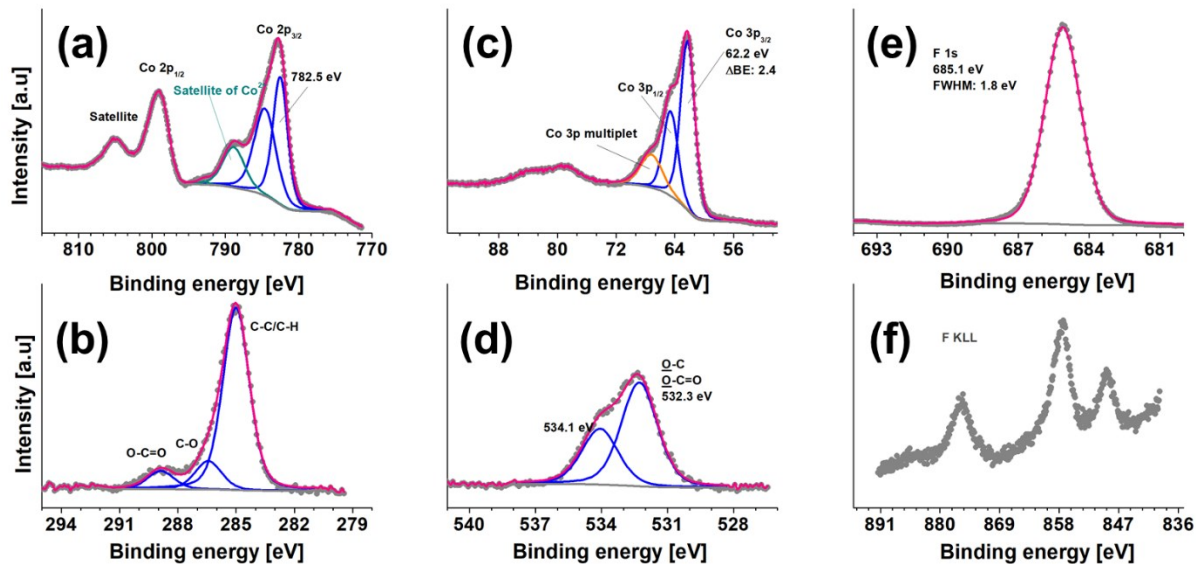 (a)
Co 2p3/2
Co 2p1/2
Satellite of Co2
782.5 eV
Satellite
Intensity [a.u]
810 800 790 780 770
Binding energy [eV]
(c)
Co 3p3/2
62.2 eV
ΔBE: 2.4
Co 3p1/2
Co 3p multiplet
88 80 72 64 56
Binding energy [eV]
(e)
F 1s
685.1 eV
FWHM: 1.8 eV
693 690 687 684 681
Binding energy [eV]
(b)
C-C/C-H
C-O
O-C=O
Intensity [a.u]
294 291 288 285 282 279
Binding energy [eV]
(d)
O-C
O-C=O
532.3 eV
534.1 eV
540 537 534 531 528
Binding energy [eV]
(f)
F KLL
891 880 869 858 847 836
Binding energy [eV]